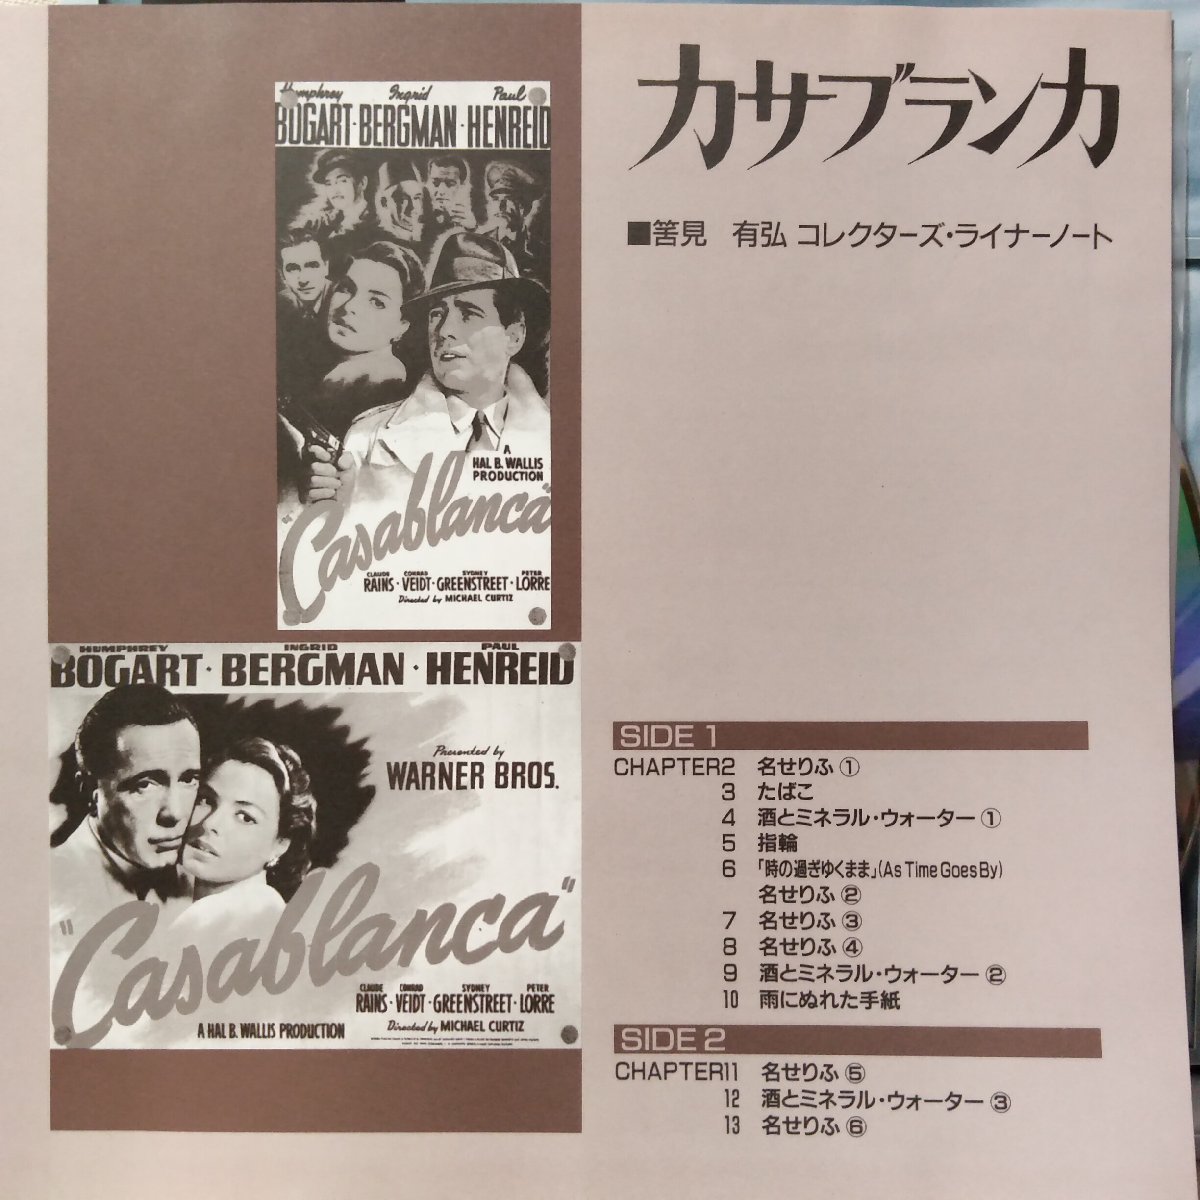 Humphrey Ingrid Paul
BOGART·BERGMAN·HENREID
A
HAL B. WALLIS
PRODUCTION
"Casablanca"
CLAUDE CONRAD SYDNEY PETER
RAINS·VEIDT·GREENSTREET·LORRE
Directed by MICHAEL CURTIZ
HUMPHREY INGRID PAUL
BOGART·BERGMAN·HENREID
Presented by
WARNER BROS.
"Casablanca"
CLAUDE CONRAD SYDNEY PETER
RAINS·VEIDT·GREENSTREET·LORRE
A HAL B. WALLIS PRODUCTION
Directed by MICHAEL CURTIZ
カサブランカ
■筈見 有弘 コレクターズ・ライナーノート
SIDE 1
CHAPTER2 名せりふ①
3 たばこ
4 酒とミネラル・ウォーター①
5 指輪
6 「時の過ぎゆくまま」(As Time Goes By)
名せりふ②
7 名せりふ③
8 名せりふ④
9 酒とミネラル・ウォーター②
10 雨にぬれた手紙
SIDE 2
CHAPTER11 名せりふ⑤
12 酒とミネラル・ウォーター③
13 名せりふ⑥